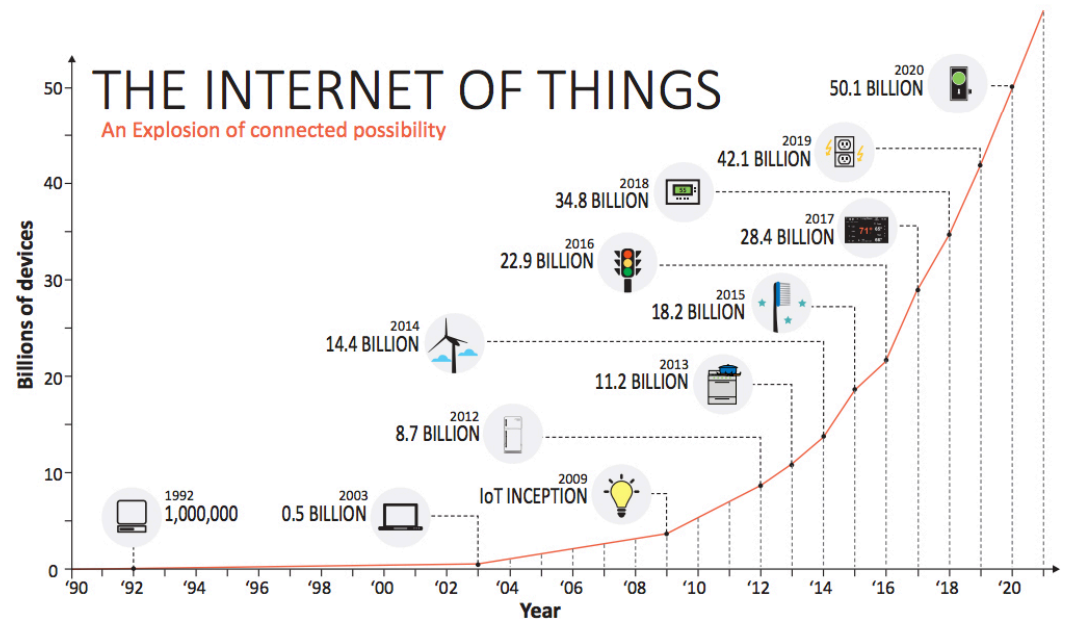 THE INTERNET OF THINGS
An Explosion of connected possibility
Billions of devices
50
40
30
20
10
0
2020
50.1 BILLION
2019
42.1 BILLION
2018
34.8 BILLION
2017
28.4 BILLION
2016
22.9 BILLION
2015
18.2 BILLION
2014
14.4 BILLION
2013
11.2 BILLION
2012
8.7 BILLION
2009
IoT INCEPTION
2003
0.5 BILLION
1992
1,000,000
71°
'90 '92 '94 '96 '98 '00 '02 '04 '06 '08 '10 '12 '14 '16 '18 '20
Year